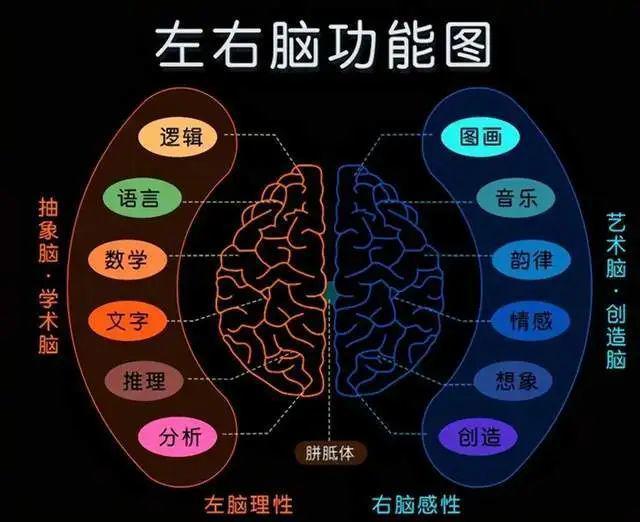 左右脑功能图
逻辑
图画
语言
音乐
数学
韵律
文字
情感
推理
想象
分析
创造
抽象脑·学术脑
艺术脑·创造脑
胼胝体
左脑理性
右脑感性